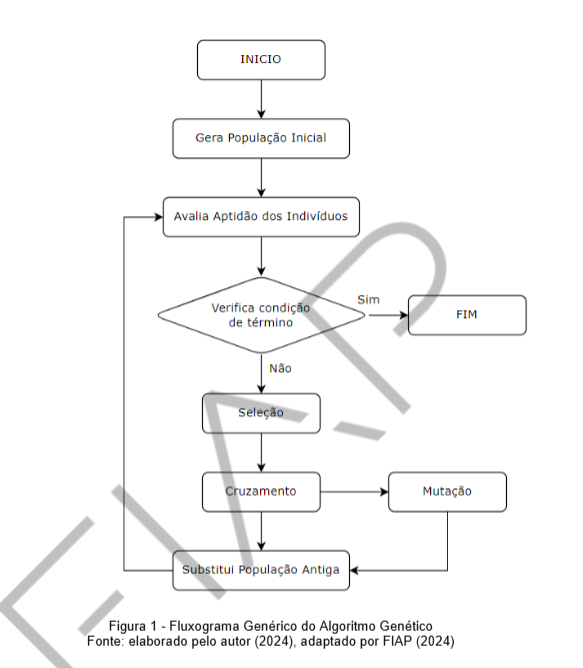 INICIO
Gera População Inicial
Avalia Aptidão dos Indivíduos
Verifica condição
de término
Sim
FIM
Não
Seleção
Cruzamento
Mutação
Substitui População Antiga
FIAP
Figura 1 - Fluxograma Genérico do Algoritmo Genético
Fonte: elaborado pelo autor (2024), adaptado por FIAP (2024)